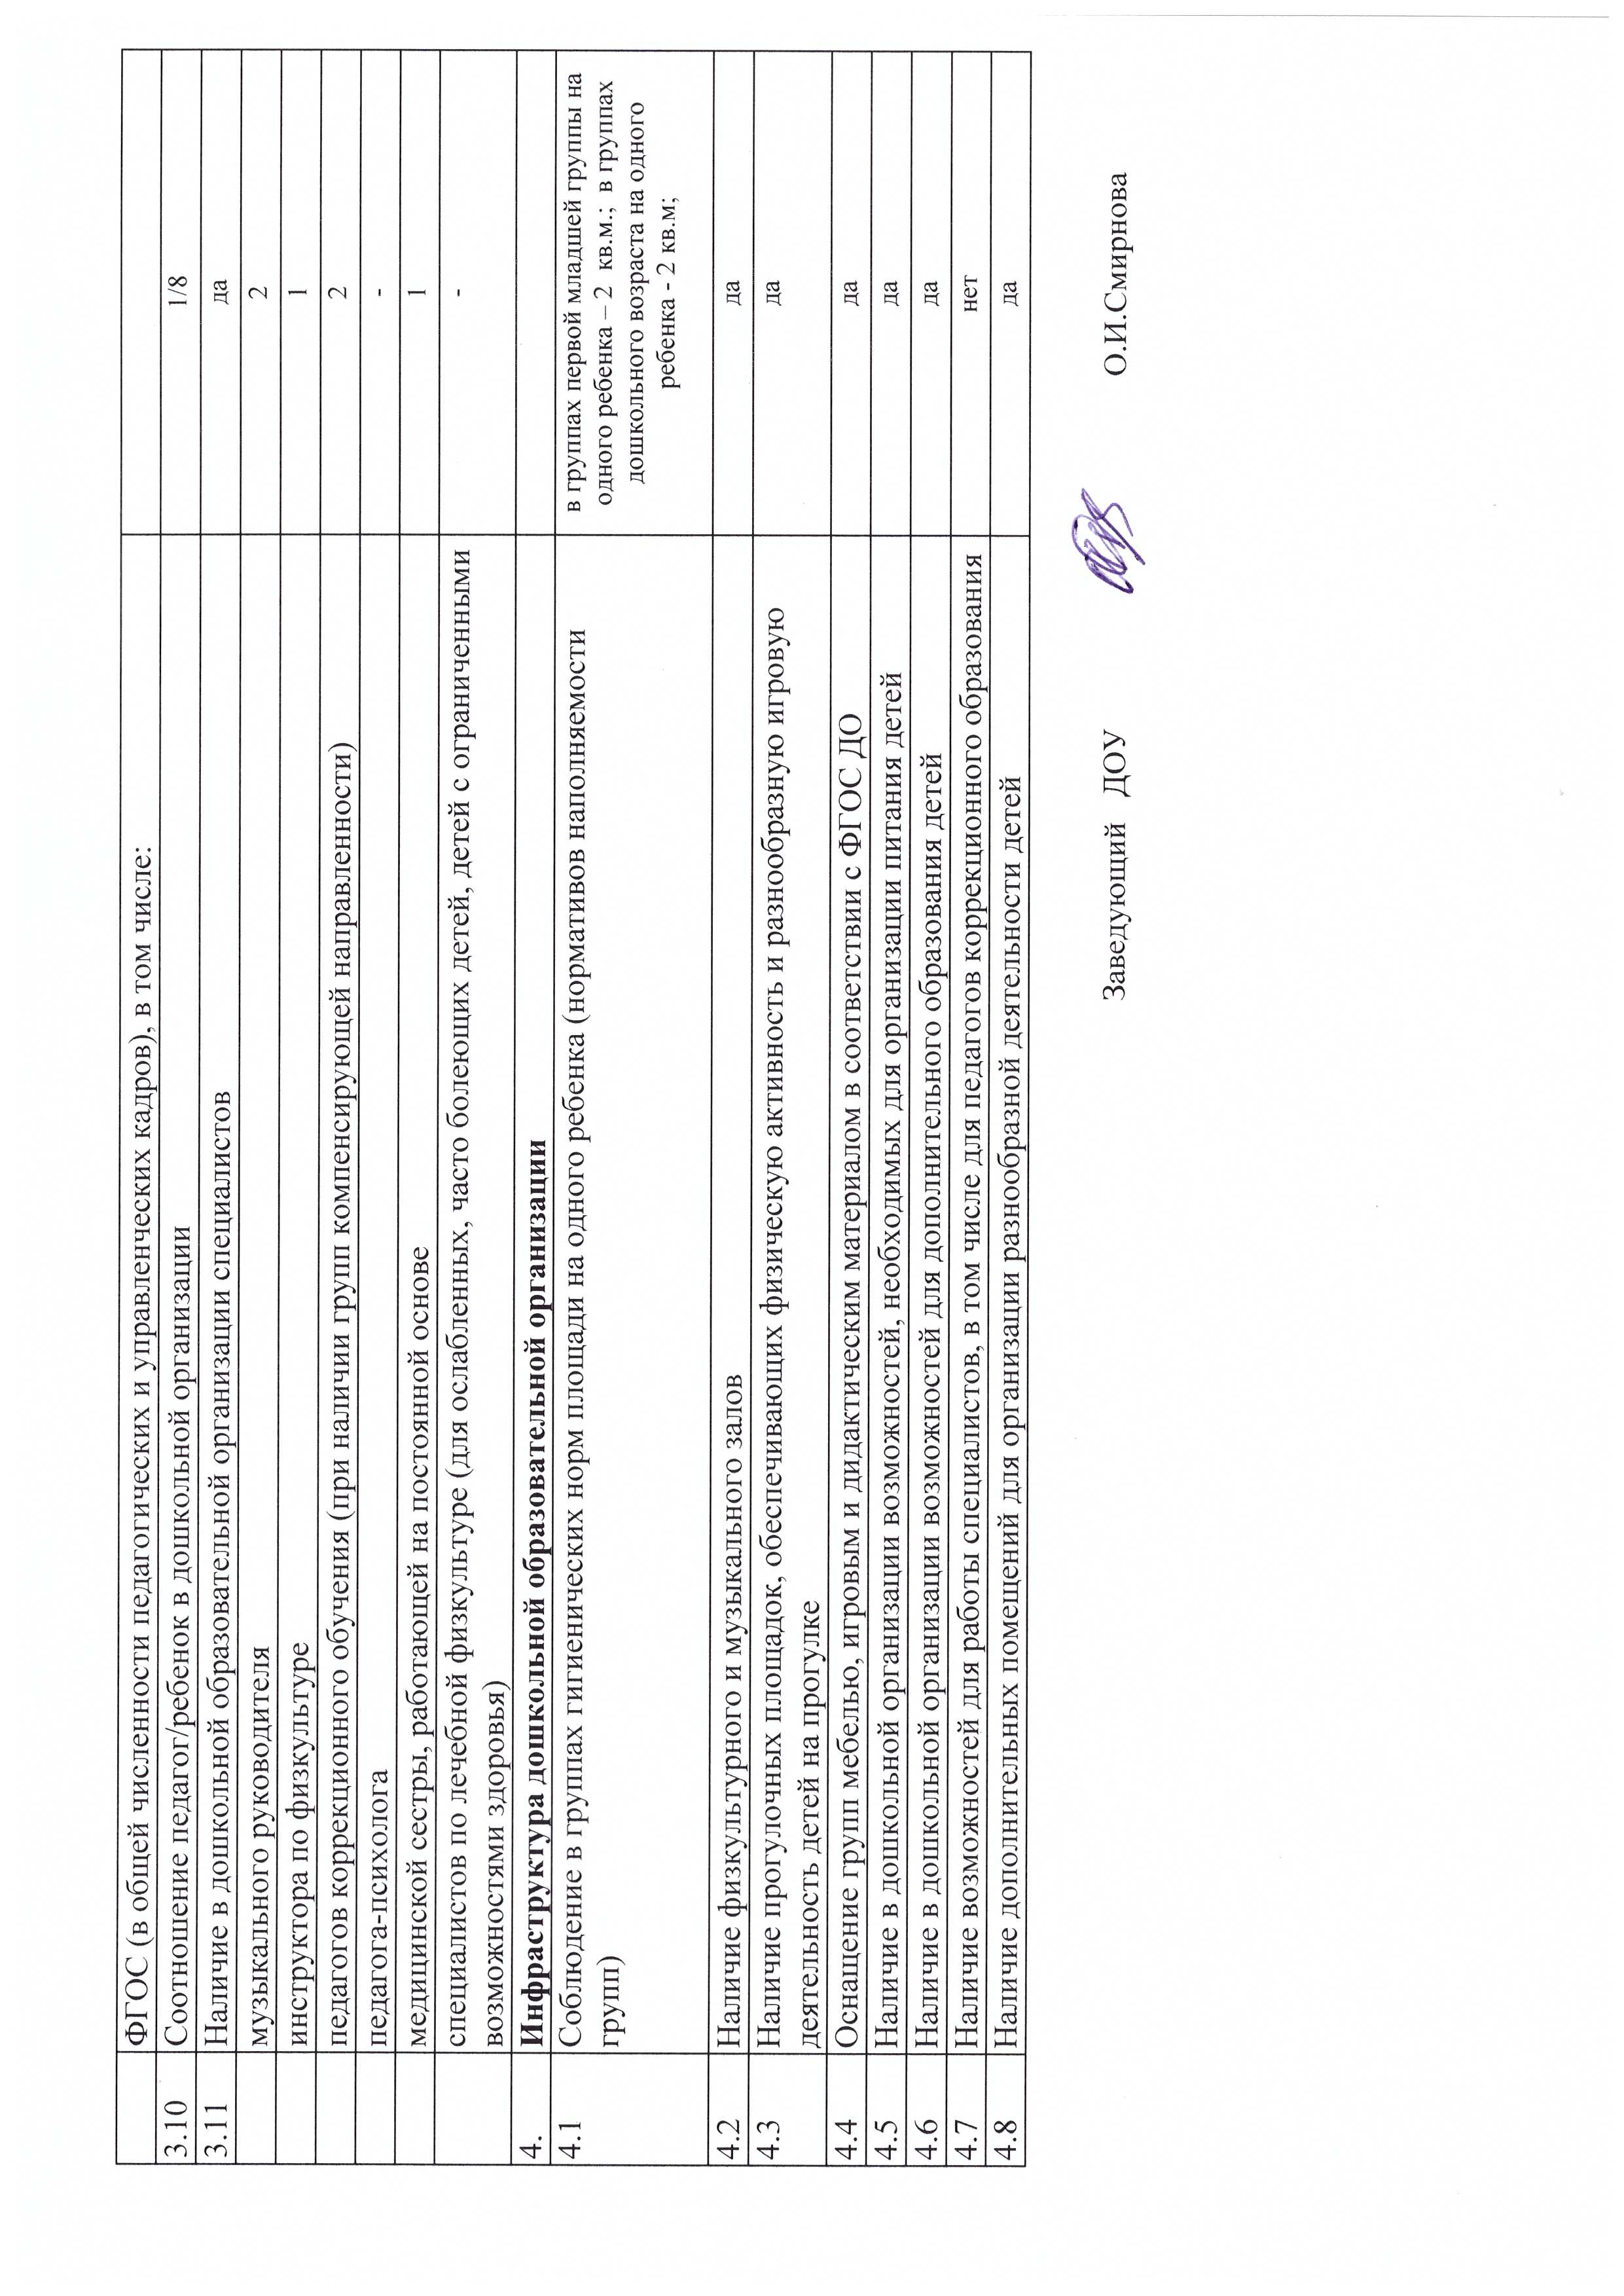 ФГОС (в общей численности педагогических и управленческих кадров), в том числе:
3.10 Соотношение педагог/ребенок в дошкольной организации 1/8
3.11 Наличие в дошкольной образовательной организации специалистов да
музыкального руководителя 2
инструктора по физкультуре 1
педагогов коррекционного обучения (при наличии групп компенсирующей направленности) 2
педагога-психолога -
медицинской сестры, работающей на постоянной основе 1
специалистов по лечебной физкультуре (для ослабленных, часто болеющих детей, детей с ограниченными -
возможностями здоровья)
4. Инфраструктура дошкольной образовательной организации
4.1 Соблюдение в группах гигиенических норм площади на одного ребенка (нормативов наполняемости
групп)
в группах первой младшей группы на
одного ребенка – 2 кв.м.; в группах
дошкольного возраста на одного
ребенка - 2 кв.м;
4.2 Наличие физкультурного и музыкального залов да
4.3 Наличие прогулочных площадок, обеспечивающих физическую активность и разнообразную игровую да
деятельность детей на прогулке
4.4 Оснащение групп мебелью, игровым и дидактическим материалом в соответствии с ФГОС ДО да
4.5 Наличие в дошкольной организации возможностей, необходимых для организации питания детей да
4.6 Наличие в дошкольной организации возможностей для дополнительного образования детей да
4.7 Наличие возможностей для работы специалистов, в том числе для педагогов коррекционного образования нет
4.8 Наличие дополнительных помещений для организации разнообразной деятельности детей да
Заведующий ДОУ О.И.Смирнова